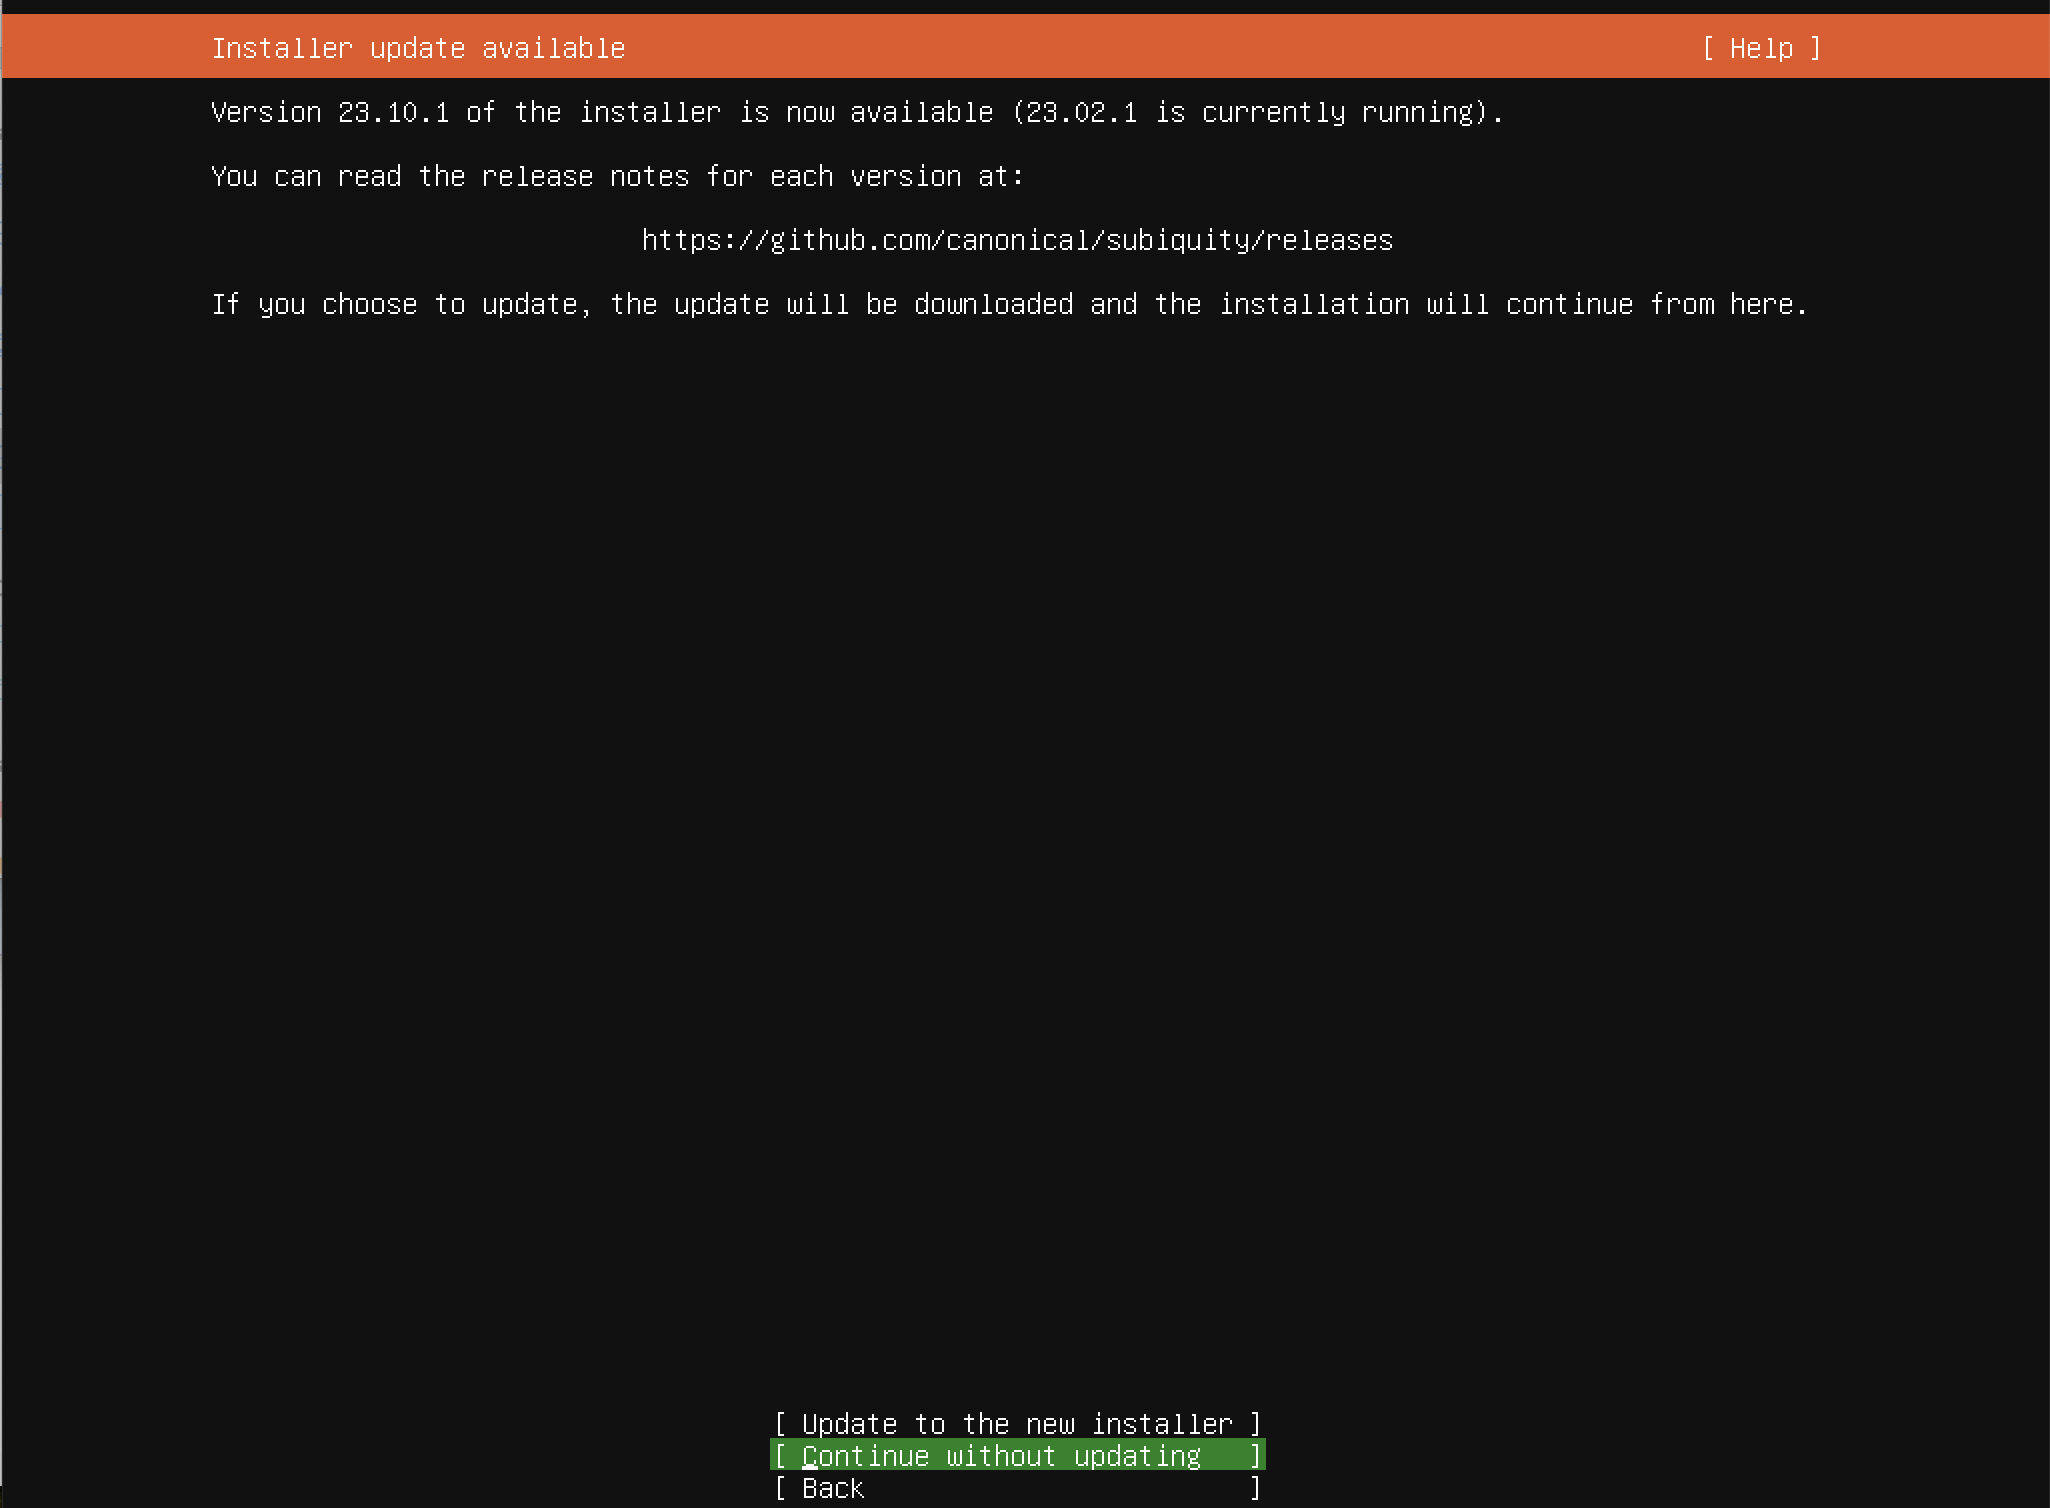 Installer update available [ Help ]
Version 23.10.1 of the installer is now available (23.02.1 is currently running).
You can read the release notes for each version at:
https://github.com/canonical/subiquity/releases
If you choose to update, the update will be downloaded and the installation will continue from here.
[ Update to the new installer ]
[ Continue without updating ]
[ Back ]